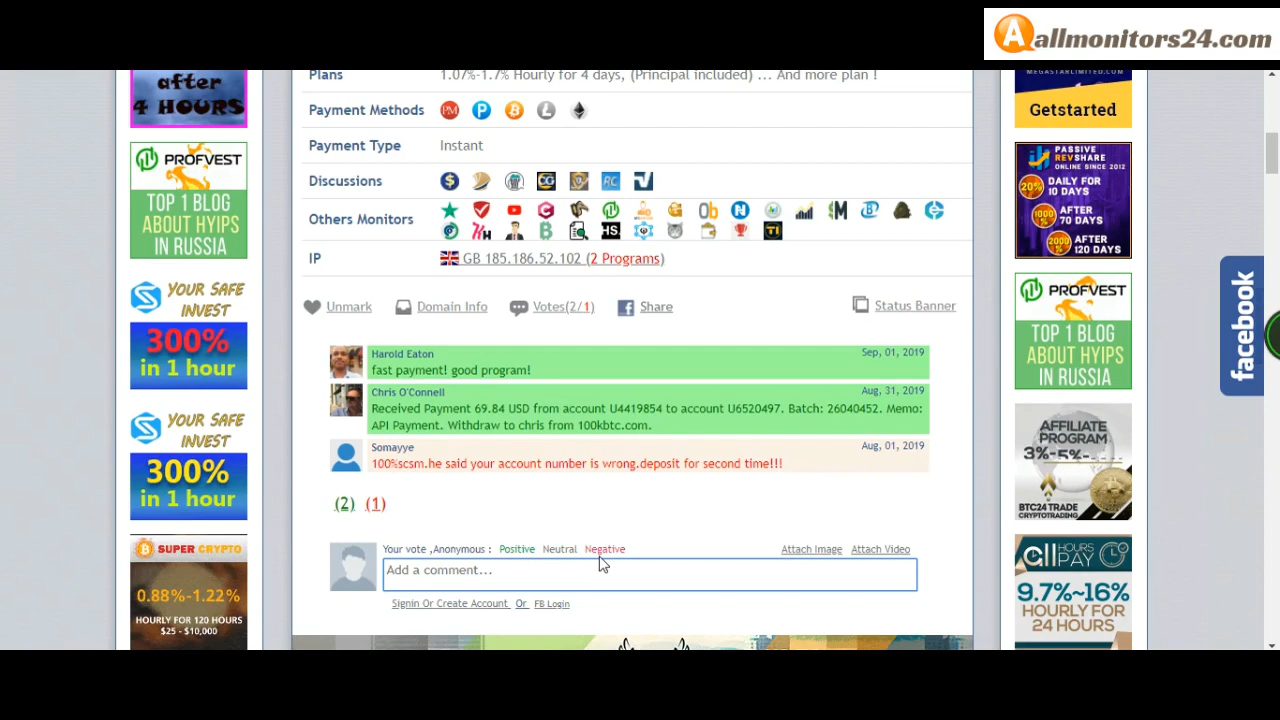 allmonitors24.com
after
4 HOURS
PROFVEST
TOP 1 BLOG
ABOUT HYIPS
IN RUSSIA
YOUR SAFE
INVEST
300%
in 1 hour
YOUR SAFE
INVEST
300%
in 1 hour
SUPER CRYPTO
0.88%-1.22%
HOURLY FOR 120 HOURS
$25 - $10,000
Plans 1.07%-1.7% Hourly for 4 days, (Principal included) ... And more plan !
Payment Methods
Payment Type Instant
Discussions
Others Monitors
IP GB 185.186.52.102 (2 Programs)
Unmark Domain Info Votes(2/1) Share Status Banner
Harold Eaton Sep, 01, 2019
fast payment! good program!
Chris O'Connell Aug, 31, 2019
Received Payment 69.84 USD from account U4419854 to account U6520497. Batch: 26040452. Memo:
API Payment. Withdraw to chris from 100kbtc.com.
Somayye Aug, 01, 2019
100%scsm.he said your account number is wrong.deposit for second time!!!
(2) (1)
Your vote ,Anonymous : Positive Neutral Negative Attach Image Attach Video
Add a comment...
Signin Or Create Account Or FB Login
MEGASTARLIMITED.COM
Getstarted
PASSIVE
REVSHARE
ONLINE SINCE 2012
20% DAILY FOR
10 DAYS
1000% AFTER
70 DAYS
2000% AFTER
120 DAYS
PROFVEST
TOP 1 BLOG
ABOUT HYIPS
IN RUSSIA
AFFILIATE
PROGRAM
3%-5%-
BTC24 TRADE
CRYPTOTRADING
all HOURS
PAY
9.7%~16%
HOURLY FOR
24 HOURS
facebook